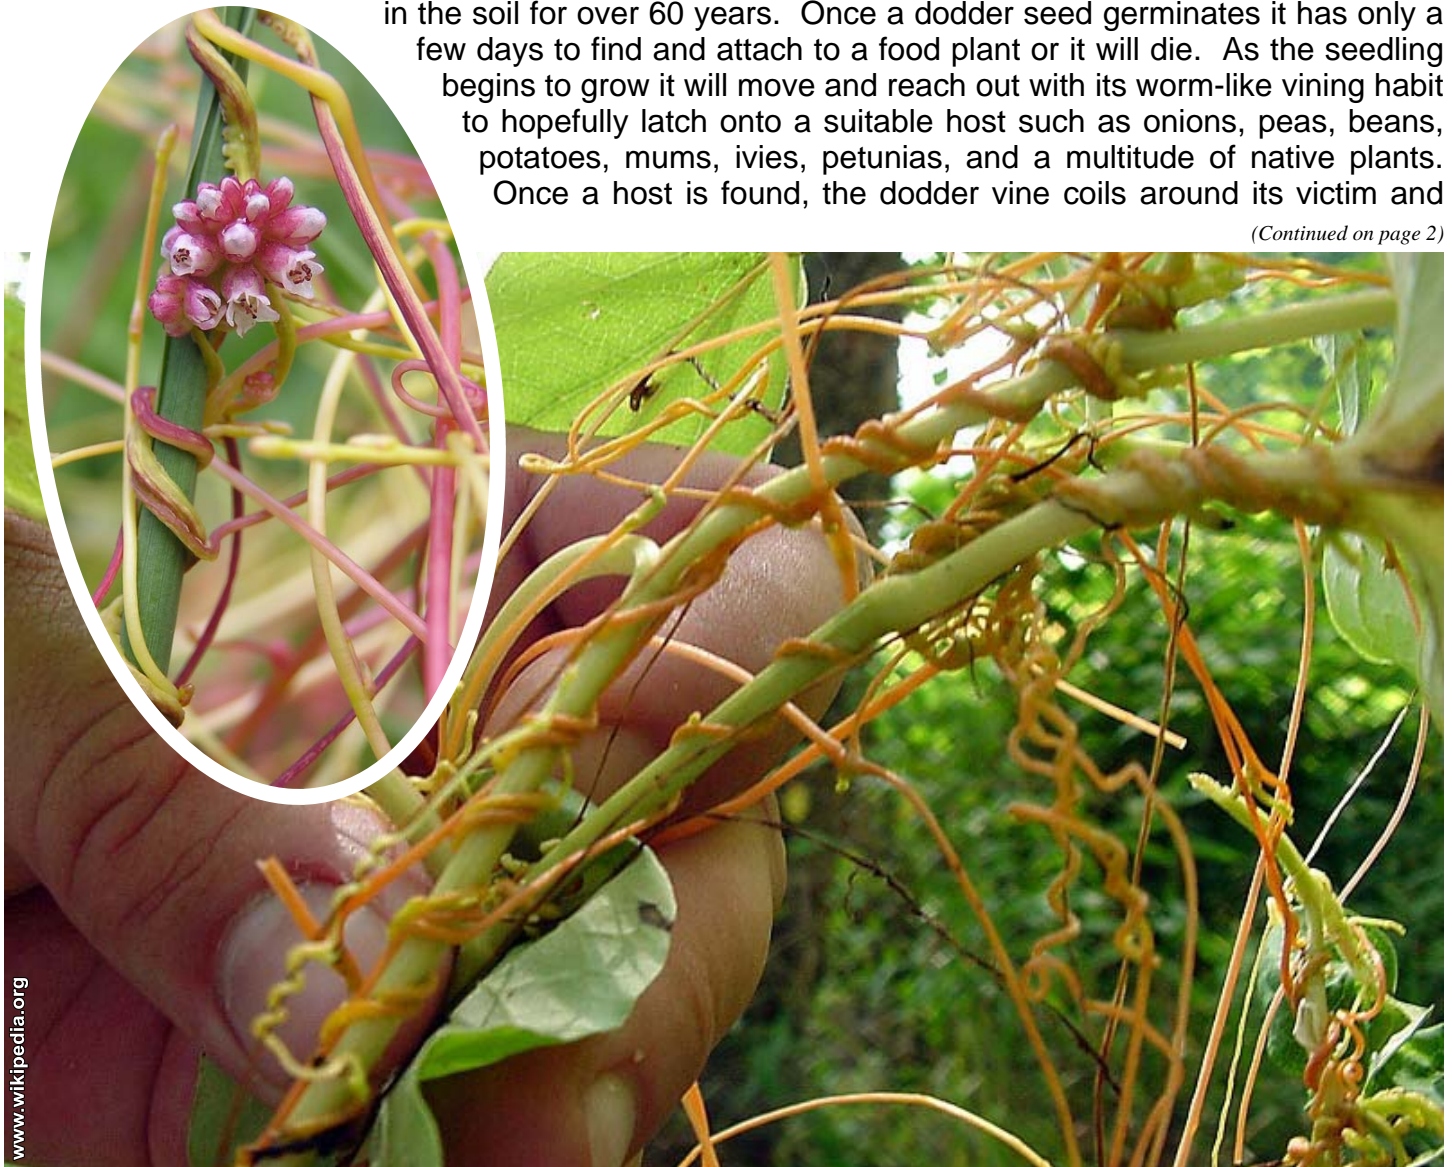 in the soil for over 60 years. Once a dodder seed germinates it has only a
few days to find and attach to a food plant or it will die. As the seedling
begins to grow it will move and reach out with its worm-like vining habit
to hopefully latch onto a suitable host such as onions, peas, beans,
potatoes, mums, ivies, petunias, and a multitude of native plants.
Once a host is found, the dodder vine coils around its victim and
(Continued on page 2)
www.wikipedia.org